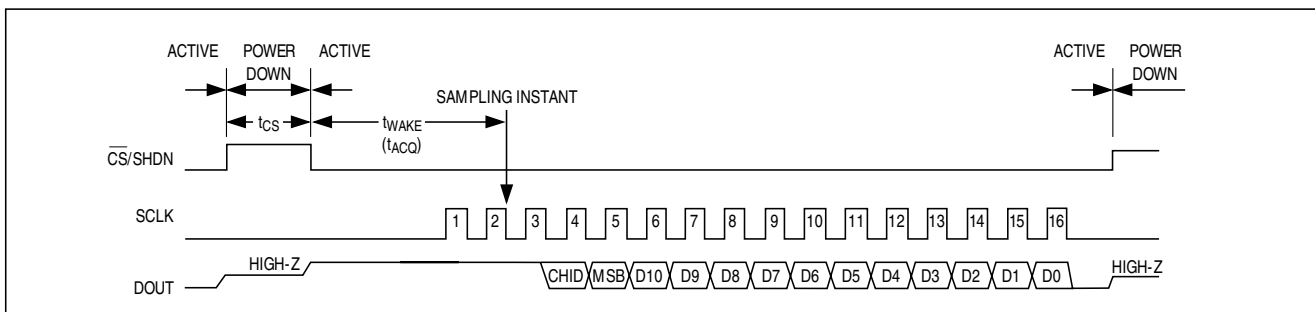 ACTIVE POWER DOWN ACTIVE ACTIVE POWER DOWN
SAMPLING INSTANT
tCS tWAKE (tACQ)
CS/SHDN
SCLK 1 2 3 4 5 6 7 8 9 10 11 12 13 14 15 16
DOUT HIGH-Z CHID MSB D10 D9 D8 D7 D6 D5 D4 D3 D2 D1 D0 HIGH-Z